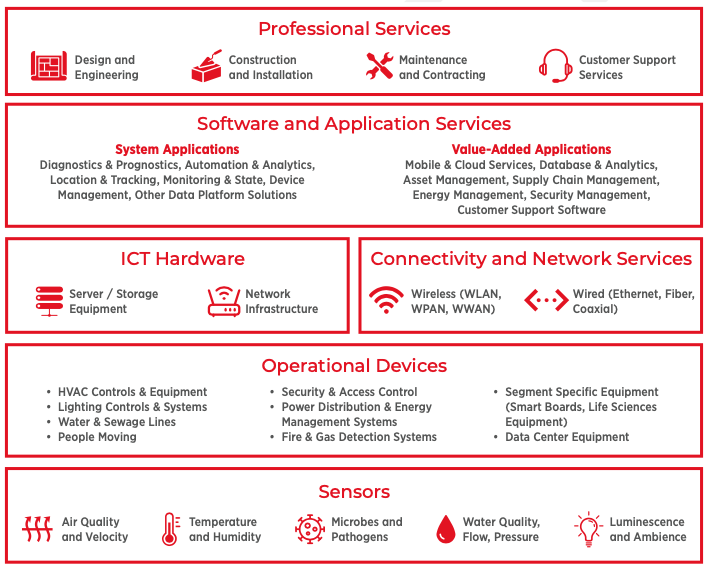 Professional Services
Design and
Engineering
Construction
and Installation
Maintenance
and Contracting
Customer Support
Services
Software and Application Services
System Applications
Diagnostics & Prognostics, Automation & Analytics,
Location & Tracking, Monitoring & State, Device
Management, Other Data Platform Solutions
Value-Added Applications
Mobile & Cloud Services, Database & Analytics,
Asset Management, Supply Chain Management,
Energy Management, Security Management,
Customer Support Software
ICT Hardware
Server / Storage
Equipment
Network
Infrastructure
Connectivity and Network Services
Wireless (WLAN,
WPAN, WWAN)
Wired (Ethernet, Fiber,
Coaxial)
Operational Devices
• HVAC Controls & Equipment
• Lighting Controls & Systems
• Water & Sewage Lines
• People Moving
• Security & Access Control
• Power Distribution & Energy
Management Systems
• Fire & Gas Detection Systems
• Segment Specific Equipment
(Smart Boards, Life Sciences
Equipment)
• Data Center Equipment
Sensors
Air Quality
and Velocity
Temperature
and Humidity
Microbes and
Pathogens
Water Quality,
Flow, Pressure
Luminescence
and Ambience